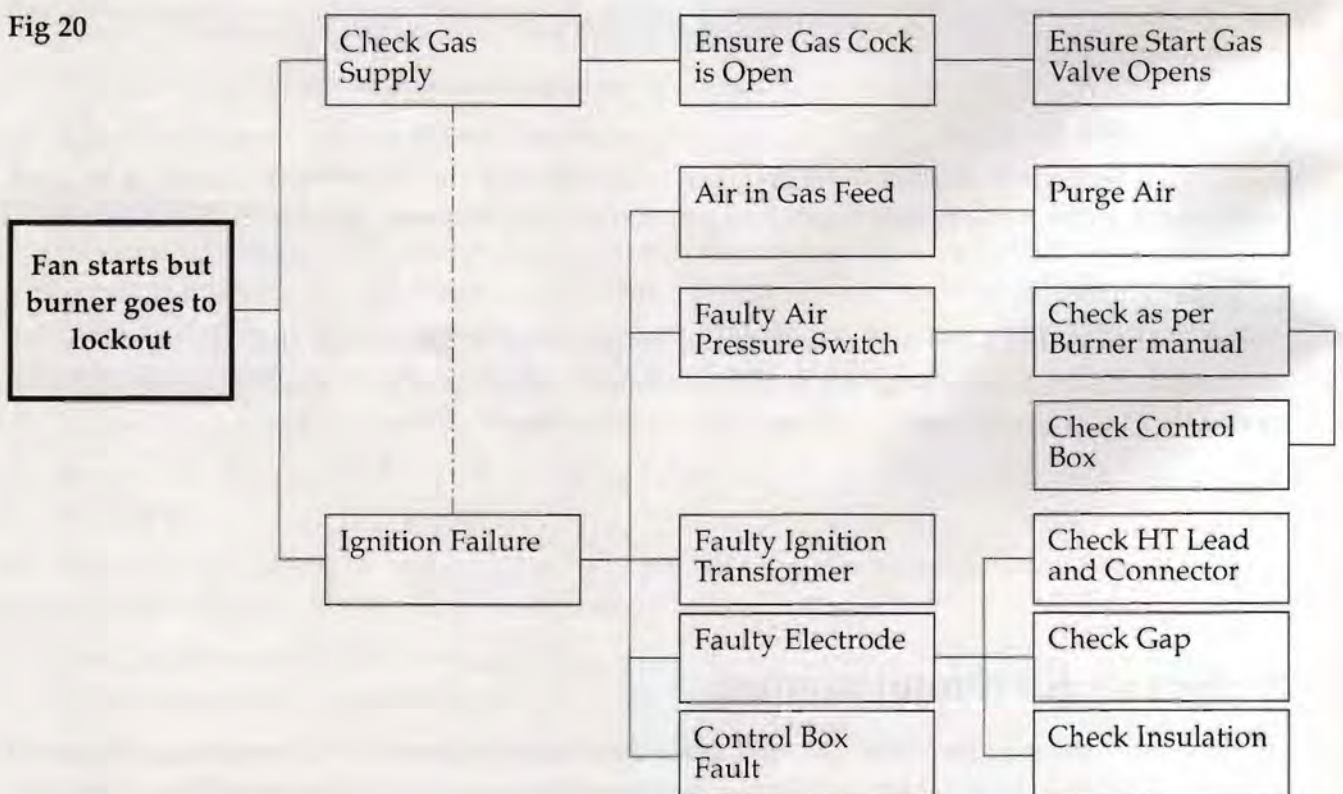 Fig 20
Check Gas
Supply
Ensure Gas Cock
is Open
Ensure Start Gas
Valve Opens
Air in Gas Feed
Purge Air
Fan starts but
burner goes to
lockout
Faulty Air
Pressure Switch
Check as per
Burner manual
Check Control
Box
Ignition Failure
Faulty Ignition
Transformer
Check HT Lead
and Connector
Faulty Electrode
Check Gap
Control Box
Fault
Check Insulation